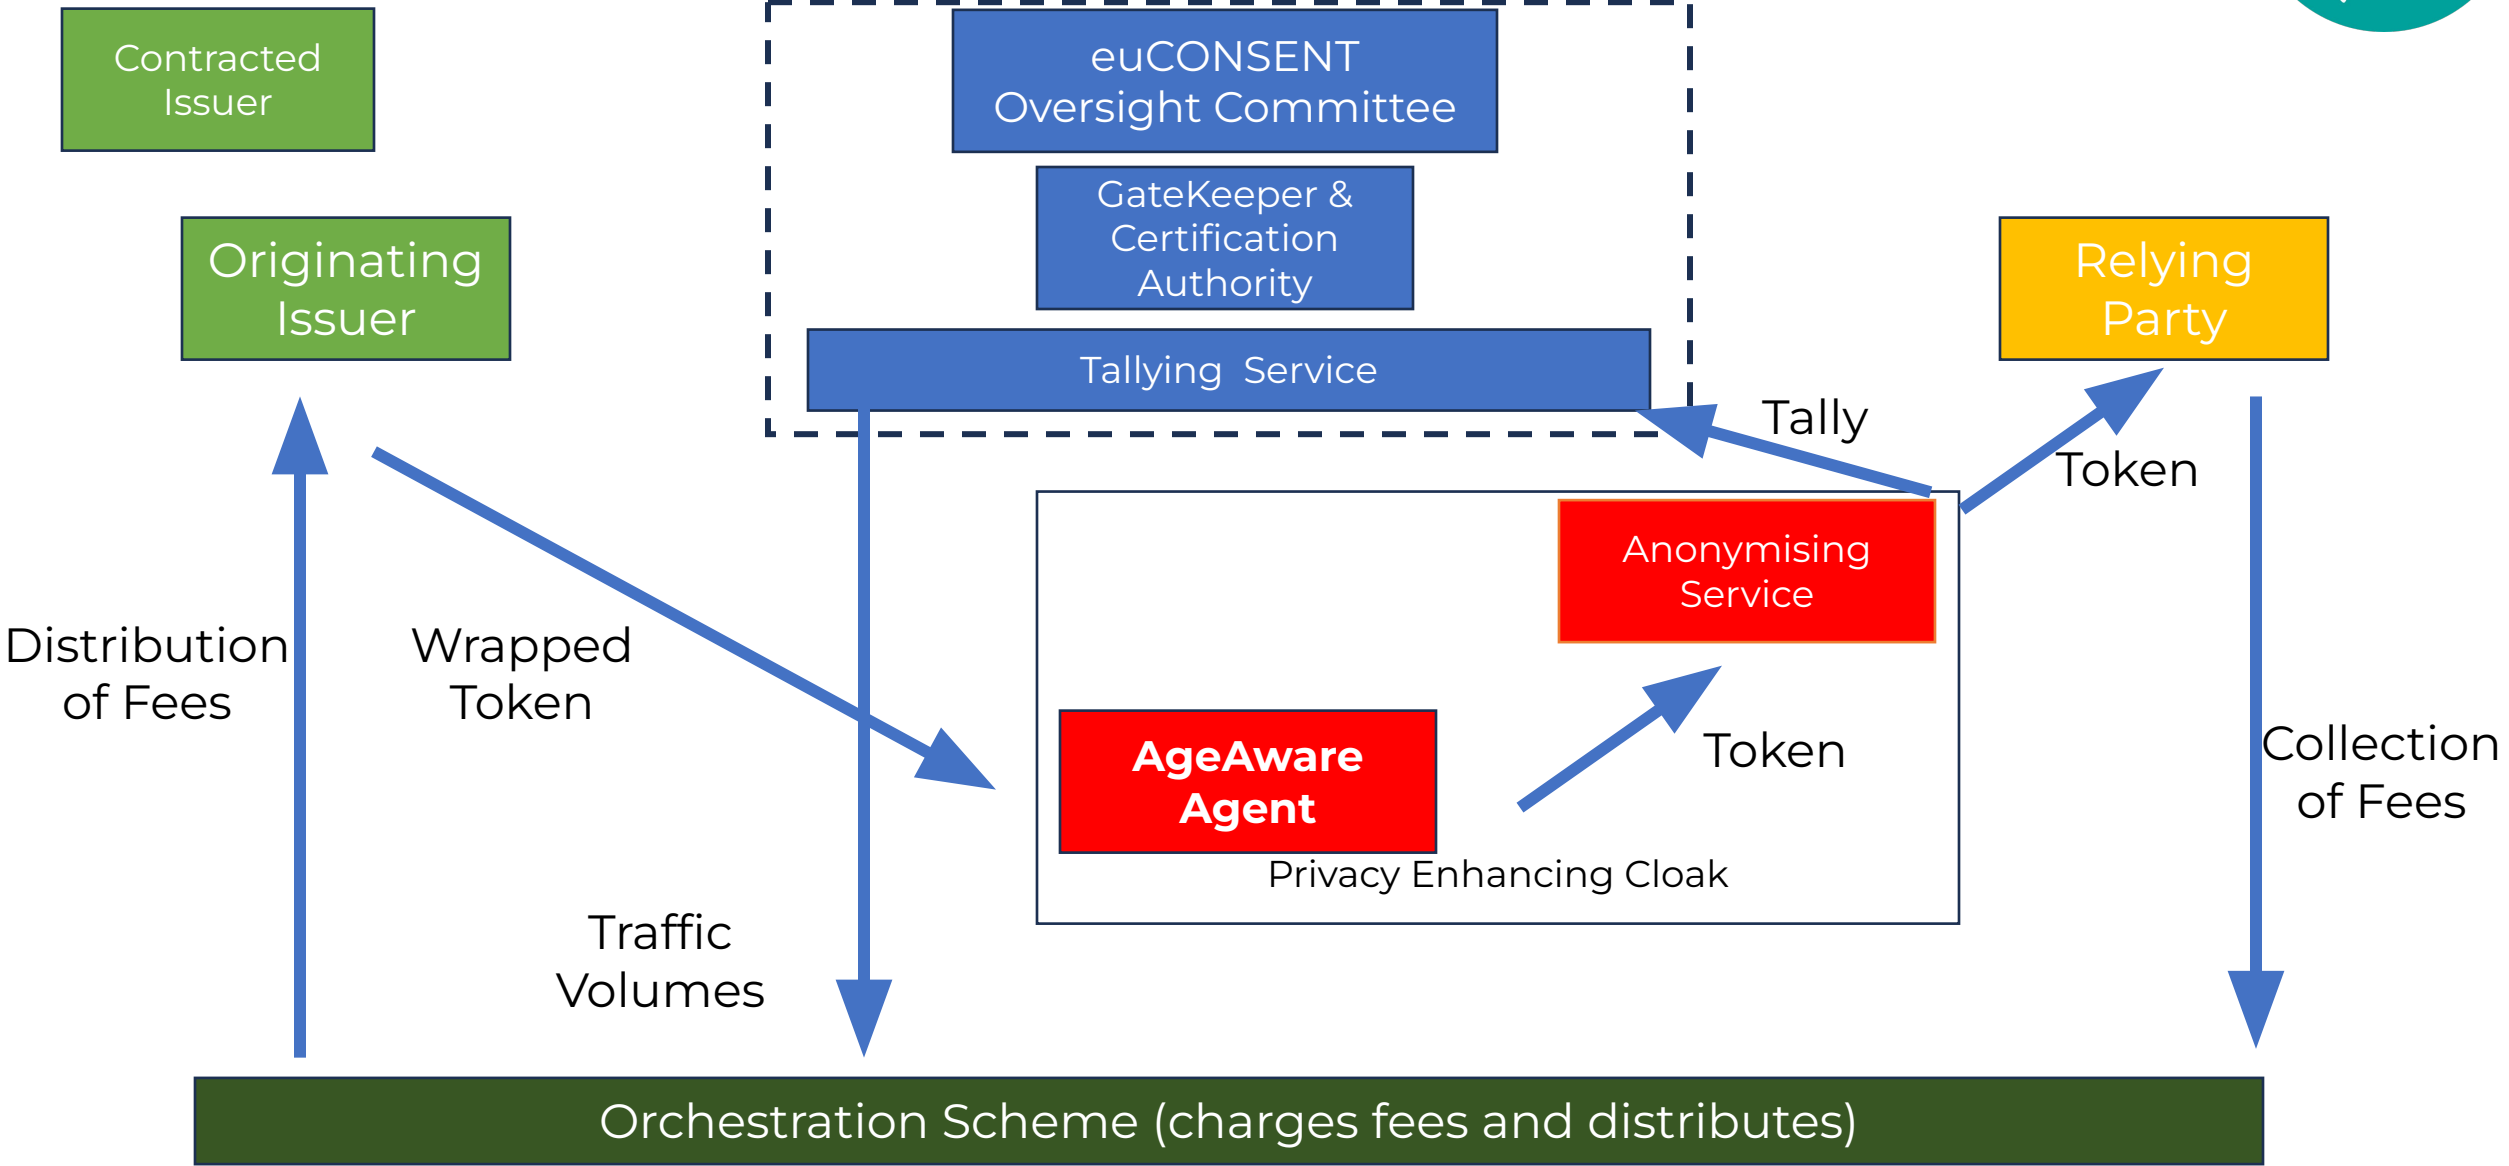 Contracted
Issuer
euCONSENT
Oversight Committee
GateKeeper &
Certification
Authority
Originating
Issuer
Relying
Party
Tallying Service
Tally
Token
Anonymising
Service
Distribution
of Fees
Wrapped
Token
Token
AgeAware
Agent
Collection
of Fees
Privacy Enhancing Cloak
Traffic
Volumes
Orchestration Scheme (charges fees and distributes)